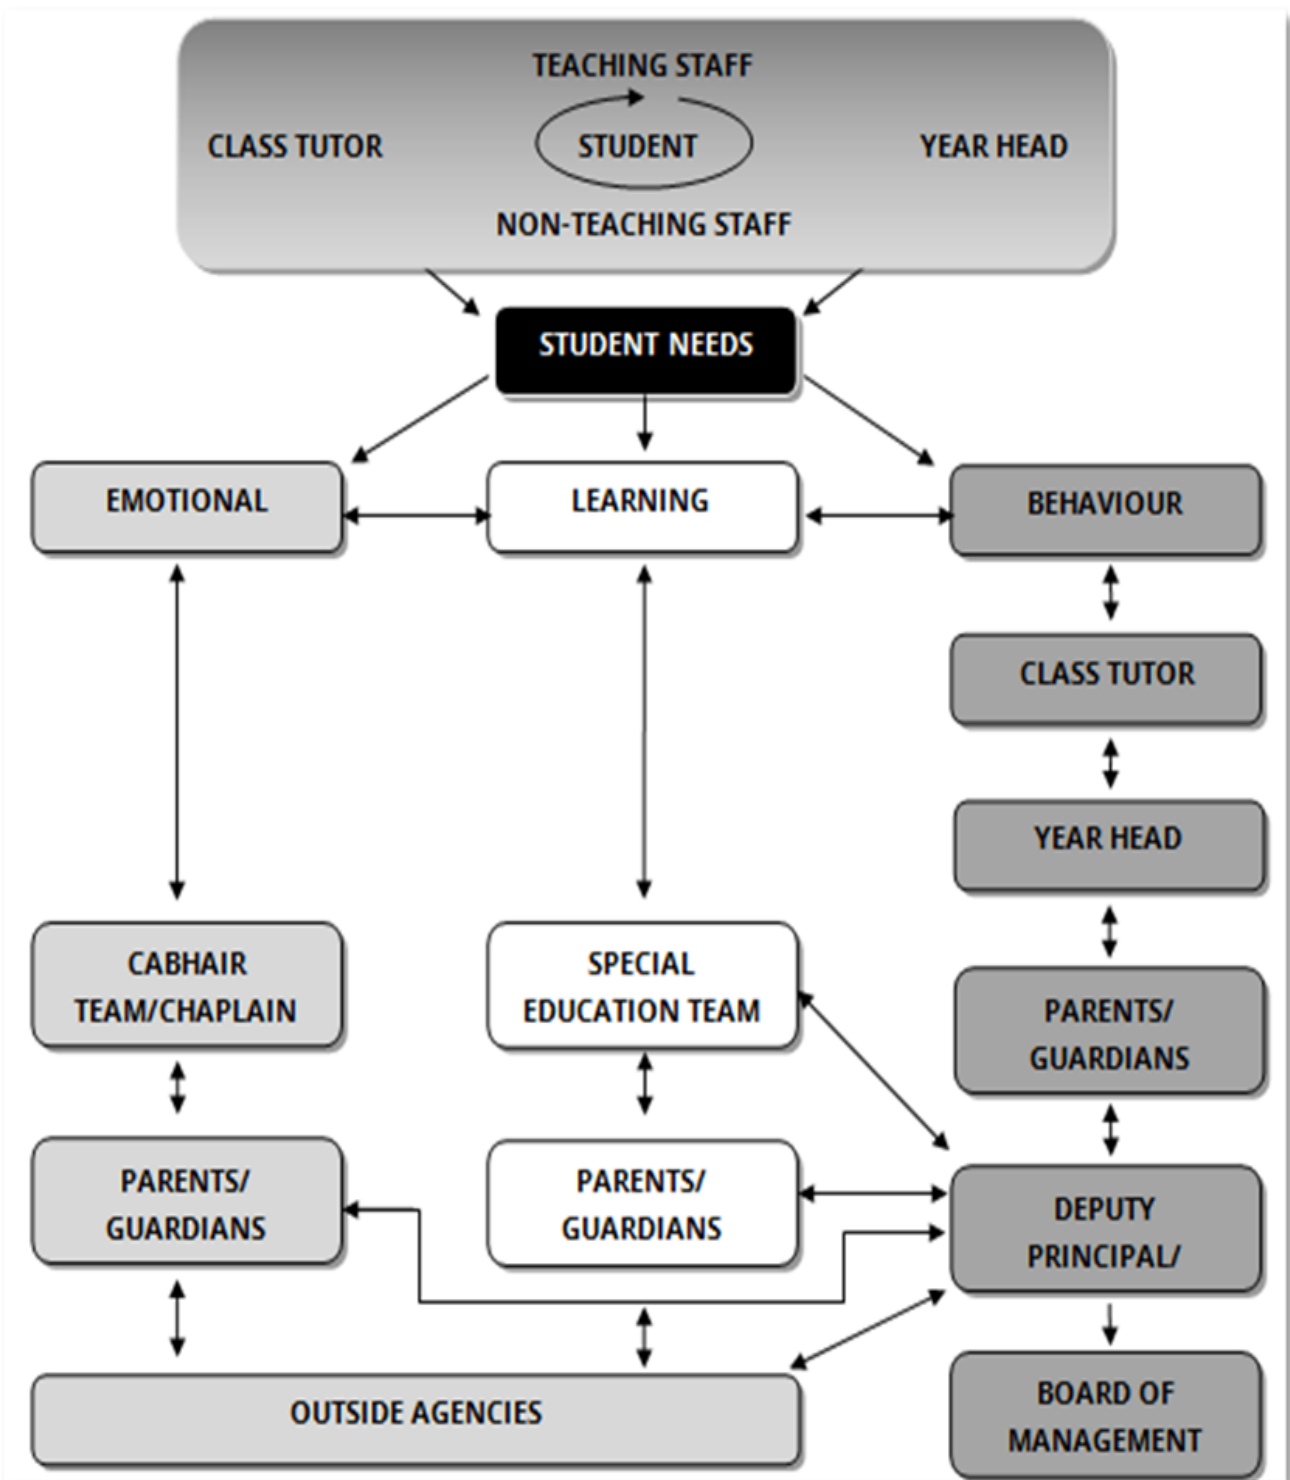 TEACHING STAFF
CLASS TUTOR
STUDENT
YEAR HEAD
NON-TEACHING STAFF
STUDENT NEEDS
EMOTIONAL
LEARNING
BEHAVIOUR
CLASS TUTOR
YEAR HEAD
CABHAIR
TEAM/CHAPLAIN
SPECIAL
EDUCATION TEAM
PARENTS/
GUARDIANS
PARENTS/
GUARDIANS
PARENTS/
GUARDIANS
DEPUTY
PRINCIPAL/
OUTSIDE AGENCIES
BOARD OF
MANAGEMENT